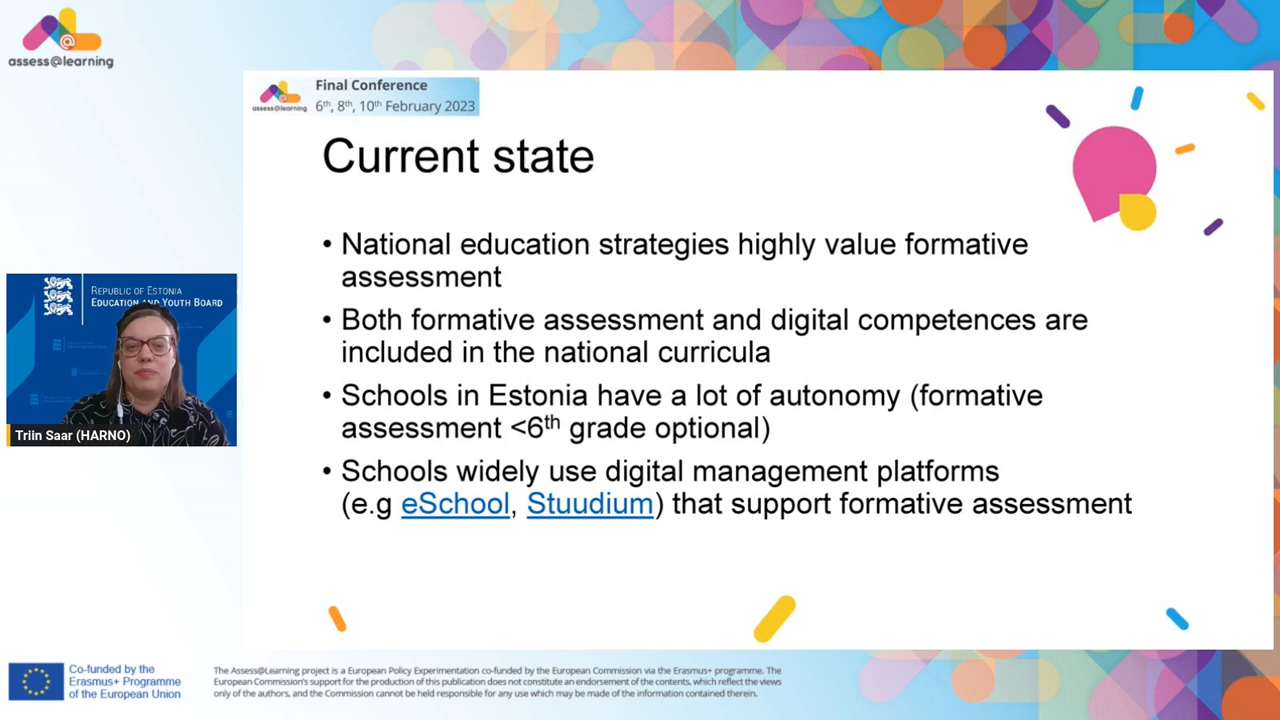 assess@learning
assess@learning
Final Conference
6th, 8th, 10th February 2023
Current state
• National education strategies highly value formative
assessment
• Both formative assessment and digital competences are
included in the national curricula
• Schools in Estonia have a lot of autonomy (formative
assessment <6th grade optional)
• Schools widely use digital management platforms
(e.g eSchool, Stuudium) that support formative assessment
REPUBLIC OF ESTONIA
EDUCATION AND YOUTH BOARD
Triin Saar (HARNO)
Co-funded by the
Erasmus+ Programme
of the European Union
The Assess@Learning project is a European Policy Experimentation co-funded by the European Commission via the Erasmus+ programme. The
European Commission's support for the production of this publication does not constitute an endorsement of the contents, which reflect the views
only of the authors, and the Commission cannot be held responsible for any use which may be made of the information contained therein.